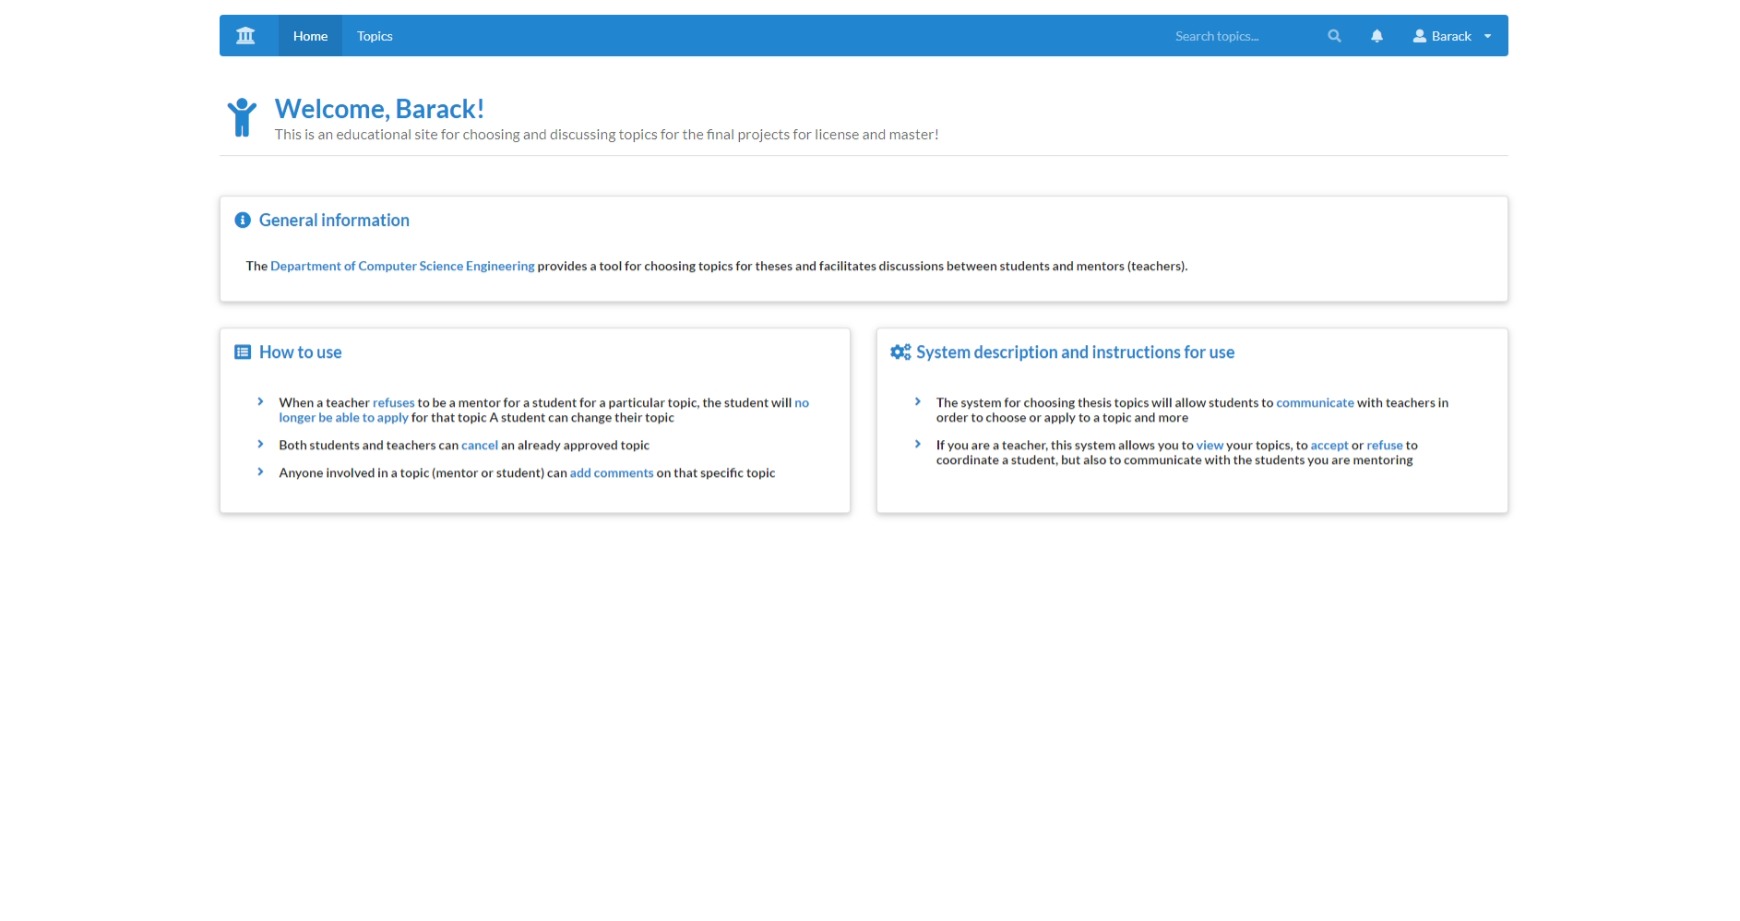 Home Topics Search topics... Barack
Welcome, Barack!
This is an educational site for choosing and discussing topics for the final projects for license and master!
General information
The Department of Computer Science Engineering provides a tool for choosing topics for theses and facilitates discussions between students and mentors (teachers).
How to use
When a teacher refuses to be a mentor for a student for a particular topic, the student will no
longer be able to apply for that topic A student can change their topic
Both students and teachers can cancel an already approved topic
Anyone involved in a topic (mentor or student) can add comments on that specific topic
System description and instructions for use
The system for choosing thesis topics will allow students to communicate with teachers in
order to choose or apply to a topic and more
If you are a teacher, this system allows you to view your topics, to accept or refuse to
coordinate a student, but also to communicate with the students you are mentoring